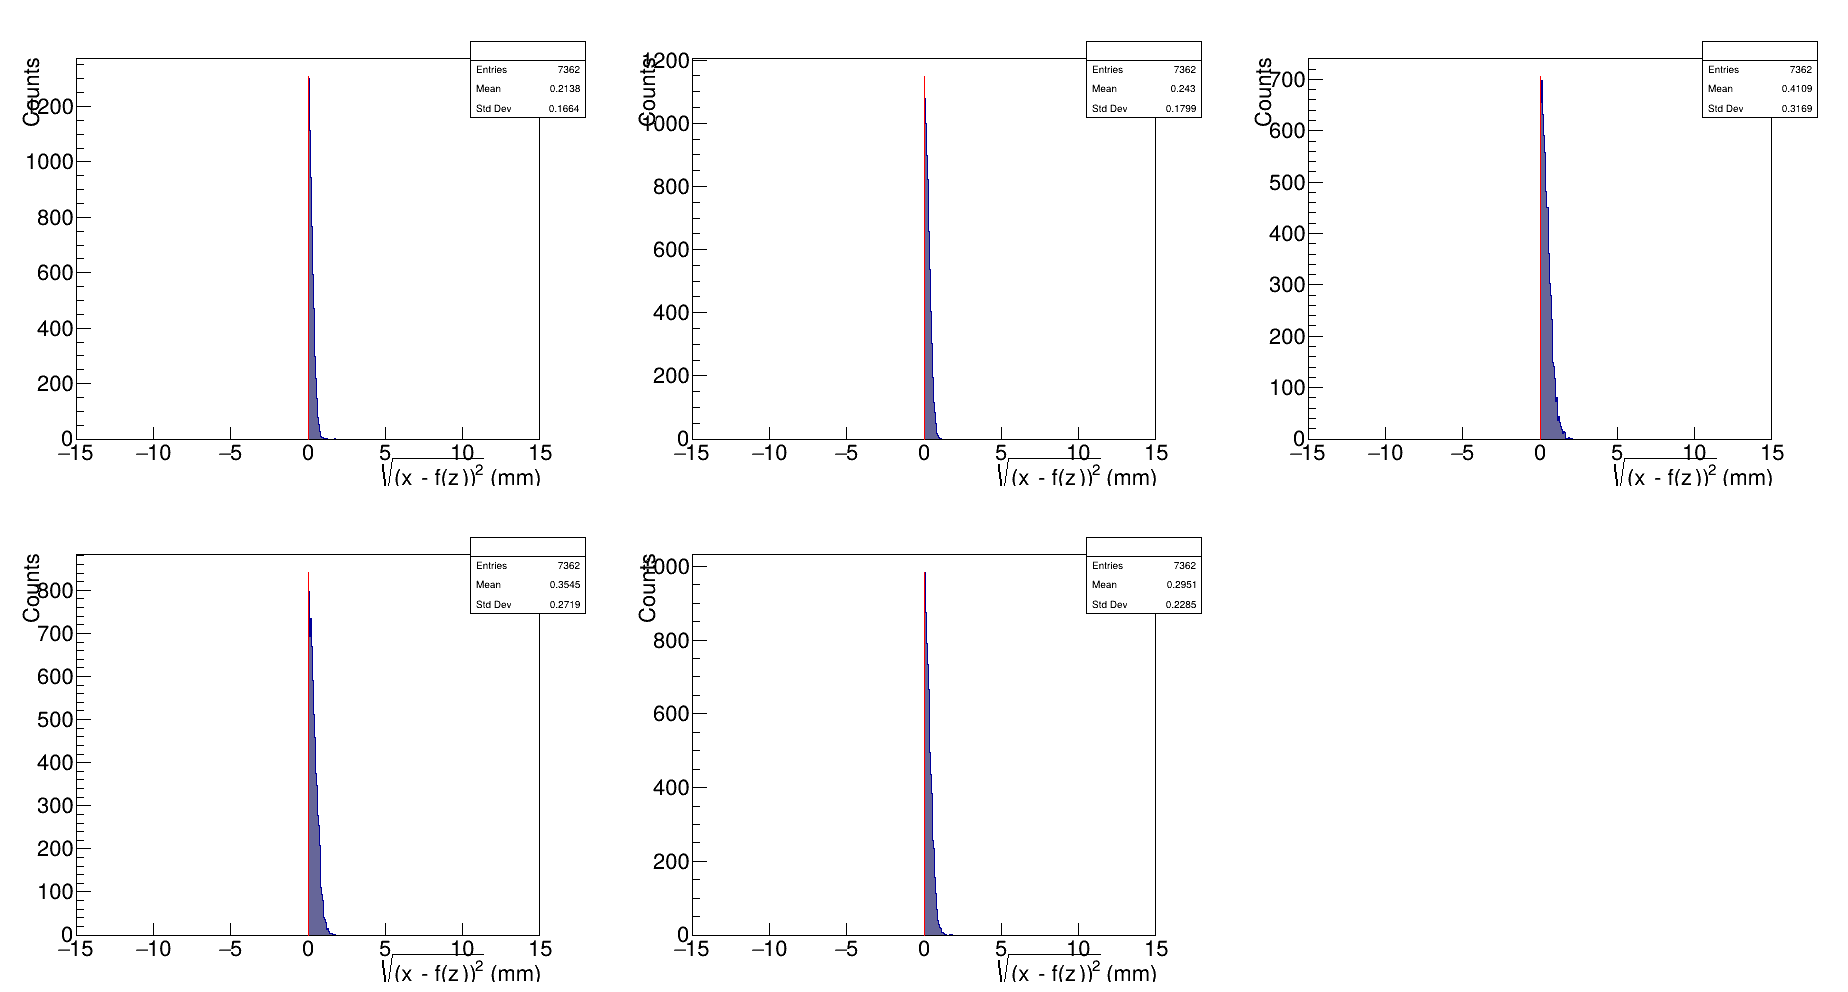 Counts
1200
1000
800
600
400
200
0
−15 −10 −5 0 5 10 15
√(x - f(z))² (mm)
Entries 7362
Mean 0.2138
Std Dev 0.1664
Counts
1200
1000
800
600
400
200
0
−15 −10 −5 0 5 10 15
√(x - f(z))² (mm)
Entries 7362
Mean 0.243
Std Dev 0.1799
Counts
700
600
500
400
300
200
100
0
−15 −10 −5 0 5 10 15
√(x - f(z))² (mm)
Entries 7362
Mean 0.4109
Std Dev 0.3169
Counts
800
700
600
500
400
300
200
100
0
−15 −10 −5 0 5 10 15
√(x - f(z))² (mm)
Entries 7362
Mean 0.3545
Std Dev 0.2719
Counts
1000
800
600
400
200
0
−15 −10 −5 0 5 10 15
√(x - f(z))² (mm)
Entries 7362
Mean 0.2951
Std Dev 0.2285